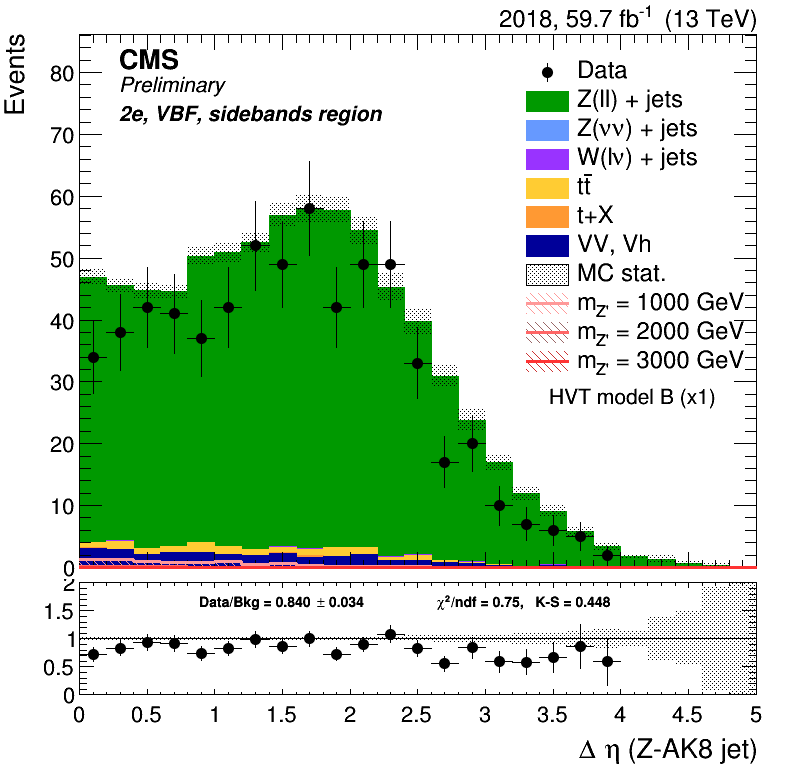 2018, 59.7 fb⁻¹ (13 TeV)
Events
CMS
Preliminary
2e, VBF, sidebands region
Data
Z(ll) + jets
Z(νν) + jets
W(lν) + jets
tt̄
t+X
VV, Vh
MC stat.
m_Z' = 1000 GeV
m_Z' = 2000 GeV
m_Z' = 3000 GeV
HVT model B (x1)
80
70
60
50
40
30
20
10
0
2
1.5
1
0.5
0
Data/Bkg = 0.840 ± 0.034 χ²/ndf = 0.75, K-S = 0.448
0 0.5 1 1.5 2 2.5 3 3.5 4 4.5 5
Δ η (Z-AK8 jet)